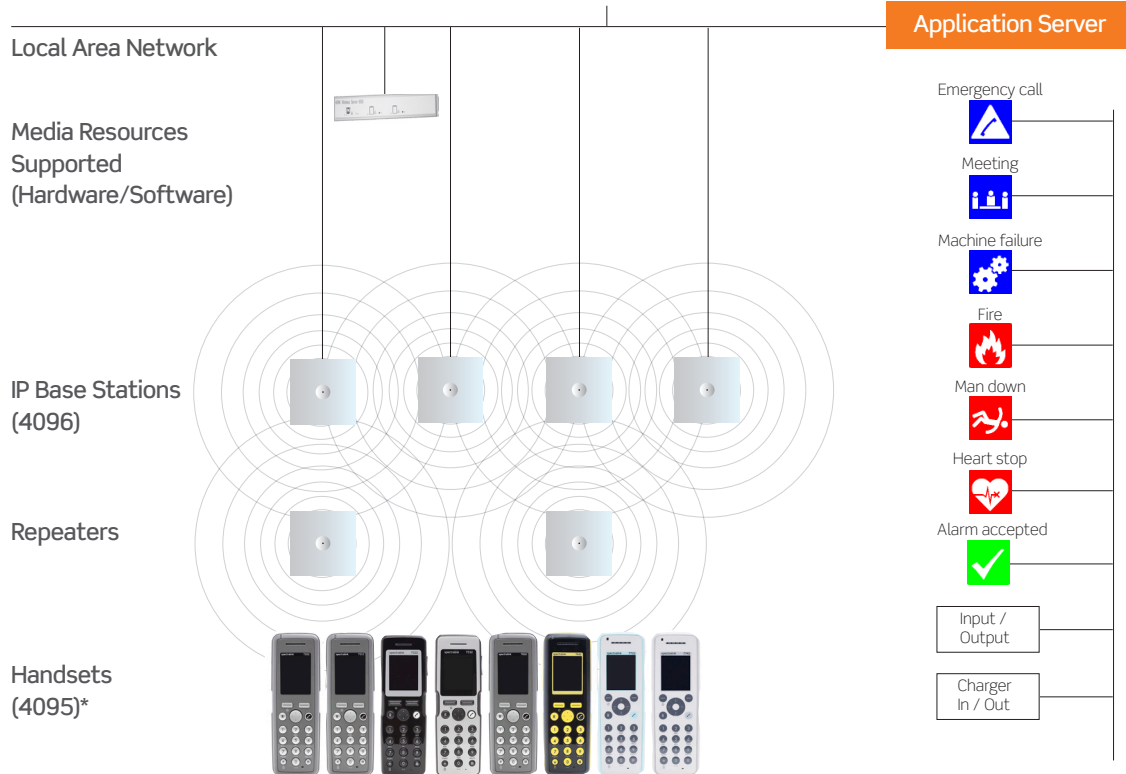 Application Server
Local Area Network
Media Resources
Supported
(Hardware/Software)
IP Base Stations
(4096)
Repeaters
Handsets
(4095)*
Emergency call
Meeting
Machine failure
Fire
Man down
Heart stop
Alarm accepted
Input /
Output
Charger
In / Out